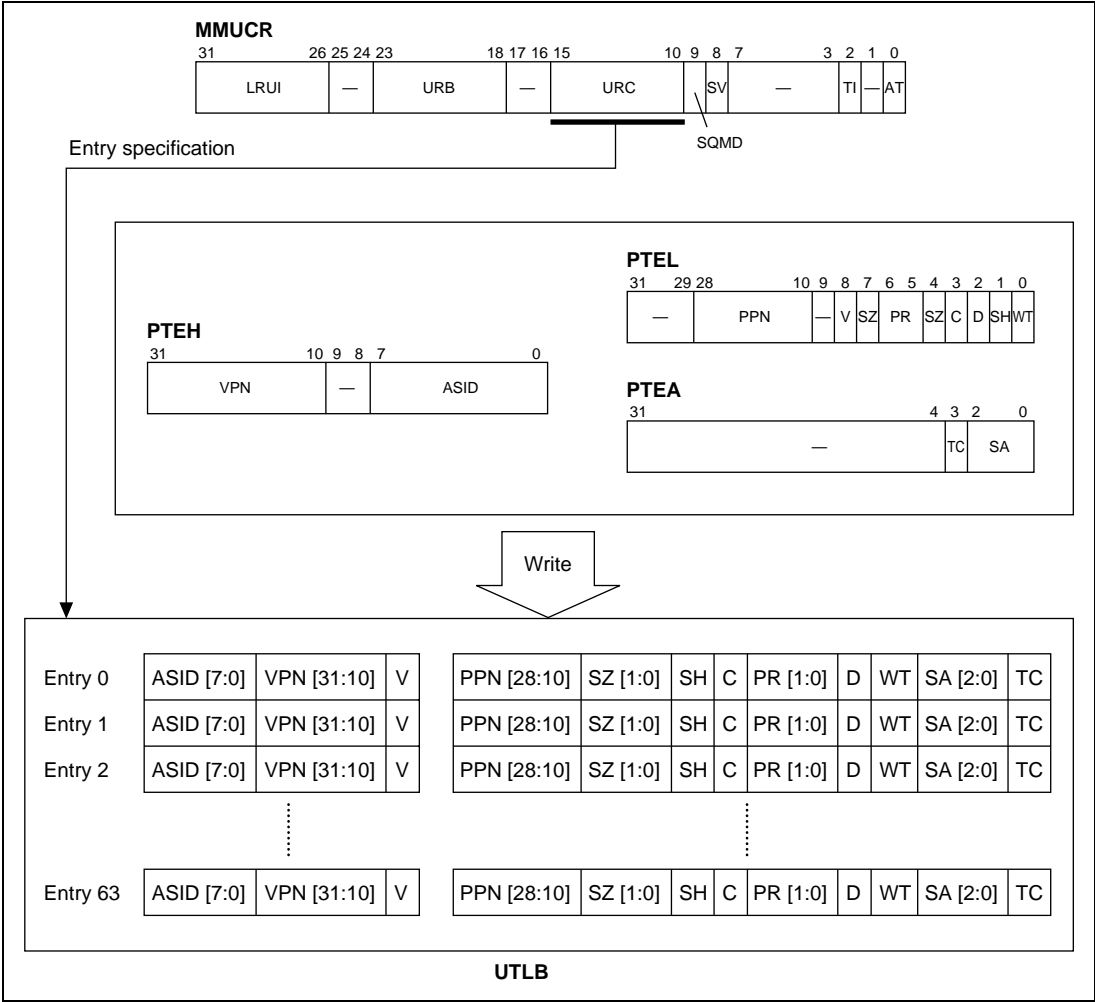 MMUCR
31 26 25 24 23 18 17 16 15 10 9 8 7 3 2 1 0
LRUI — URB — URC SV — TI — AT
SQMD
Entry specification
PTEL
31 29 28 10 9 8 7 6 5 4 3 2 1 0
— PPN — V SZ PR SZ C D SH WT
PTEH
31 10 9 8 7 0
VPN — ASID
PTEA
31 4 3 2 0
— TC SA
Write
Entry 0 ASID [7:0] VPN [31:10] V PPN [28:10] SZ [1:0] SH C PR [1:0] D WT SA [2:0] TC
Entry 1 ASID [7:0] VPN [31:10] V PPN [28:10] SZ [1:0] SH C PR [1:0] D WT SA [2:0] TC
Entry 2 ASID [7:0] VPN [31:10] V PPN [28:10] SZ [1:0] SH C PR [1:0] D WT SA [2:0] TC
Entry 63 ASID [7:0] VPN [31:10] V PPN [28:10] SZ [1:0] SH C PR [1:0] D WT SA [2:0] TC
UTLB